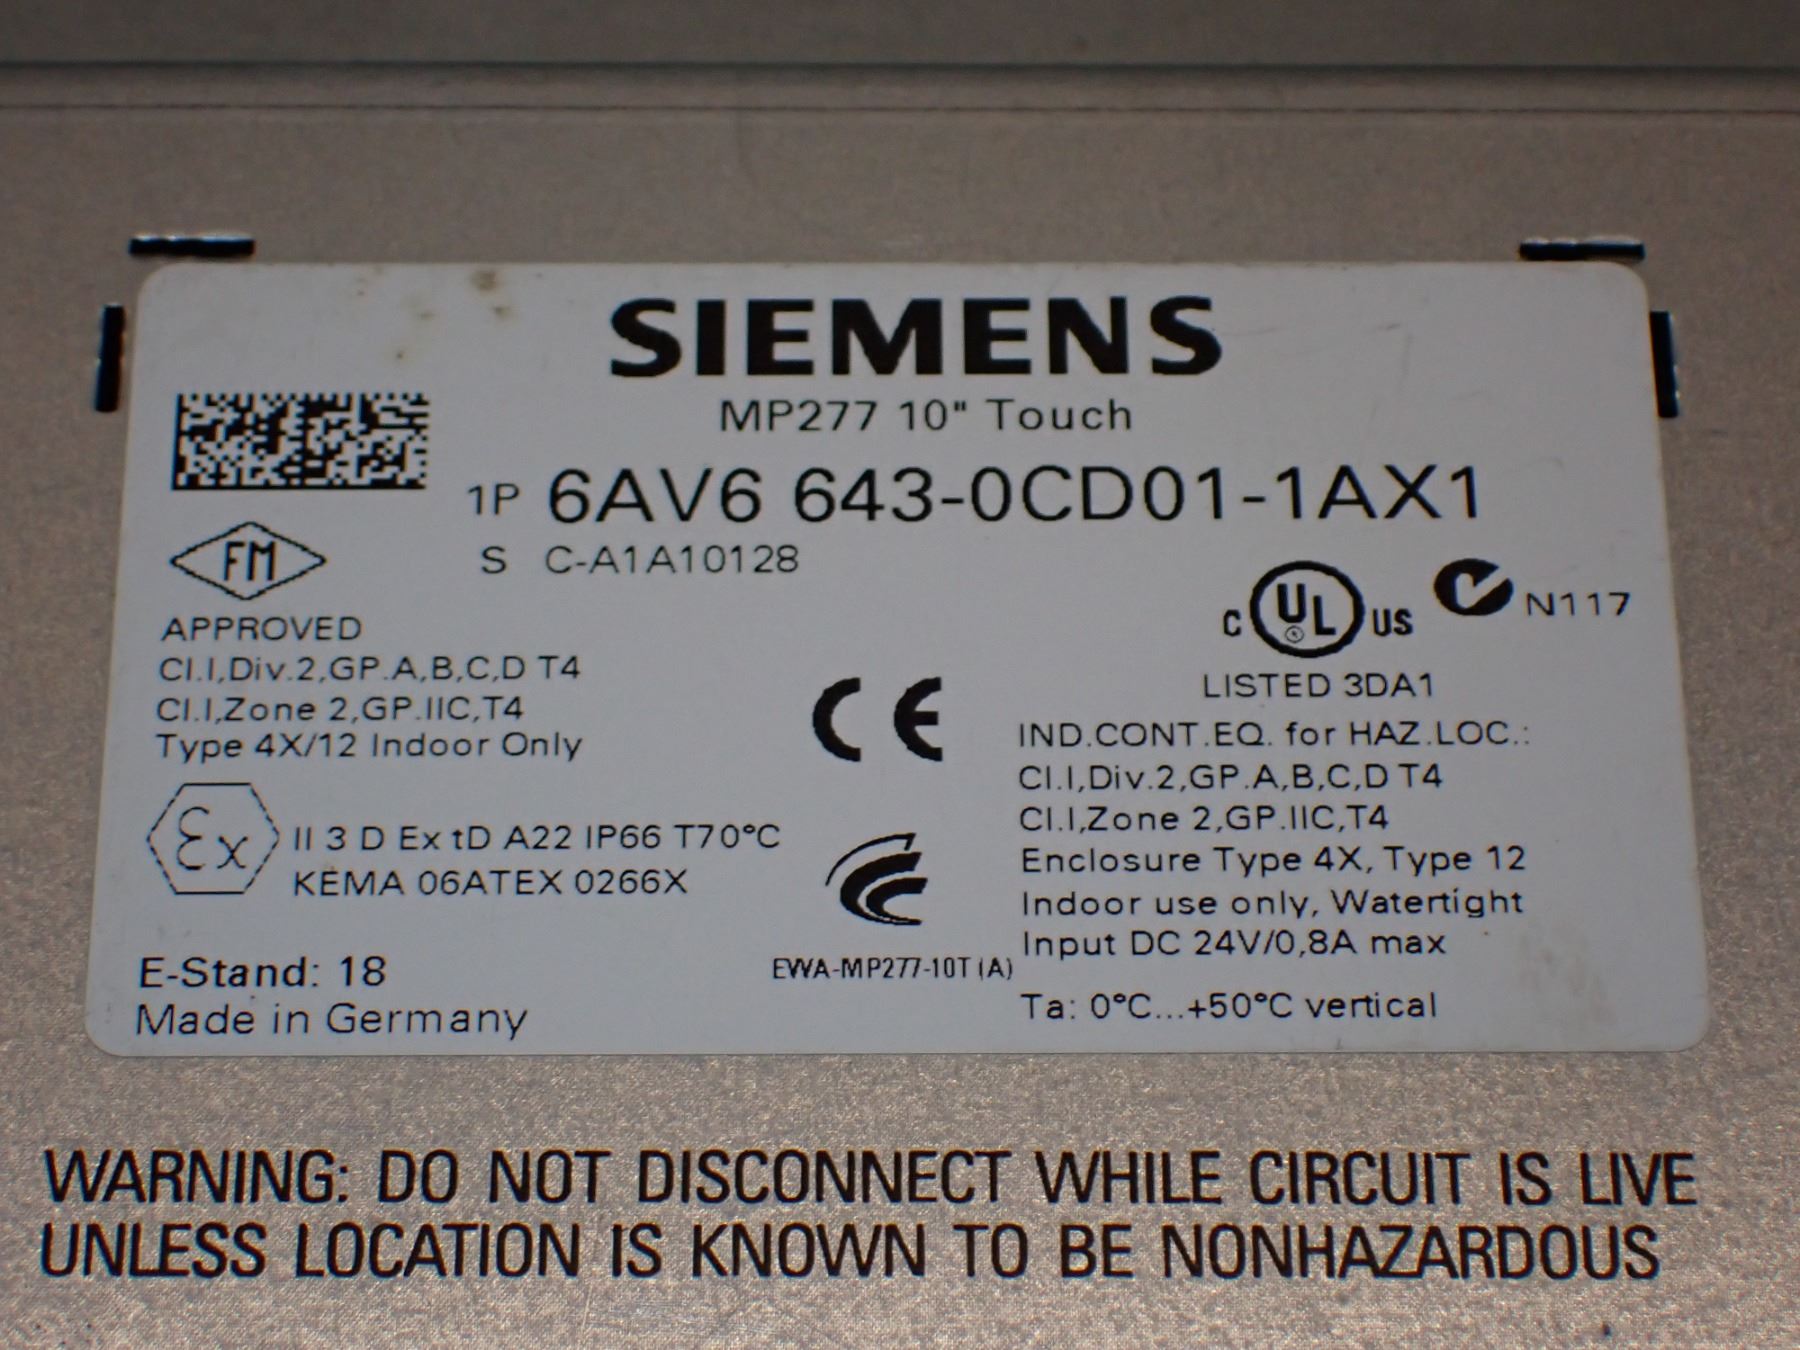 SIEMENS
MP277 10" Touch
1P 6AV6 643-0CD01-1AX1
S C-A1A10128
FM
APPROVED
Cl.I,Div.2,GP.A,B,C,D T4
Cl.I,Zone 2,GP.IIC,T4
Type 4X/12 Indoor Only
Ex II 3 D Ex tD A22 IP66 T70°C
KEMA 06ATEX 0266X
E-Stand: 18
Made in Germany
CE
EWA-MP277-10T (A)
C UL US N117
LISTED 3DA1
IND.CONT.EQ. for HAZ.LOC.:
Cl.I,Div.2,GP.A,B,C,D T4
Cl.I,Zone 2,GP.IIC,T4
Enclosure Type 4X, Type 12
Indoor use only, Watertight
Input DC 24V/0,8A max
Ta: 0°C...+50°C vertical
WARNING: DO NOT DISCONNECT WHILE CIRCUIT IS LIVE
UNLESS LOCATION IS KNOWN TO BE NONHAZARDOUS